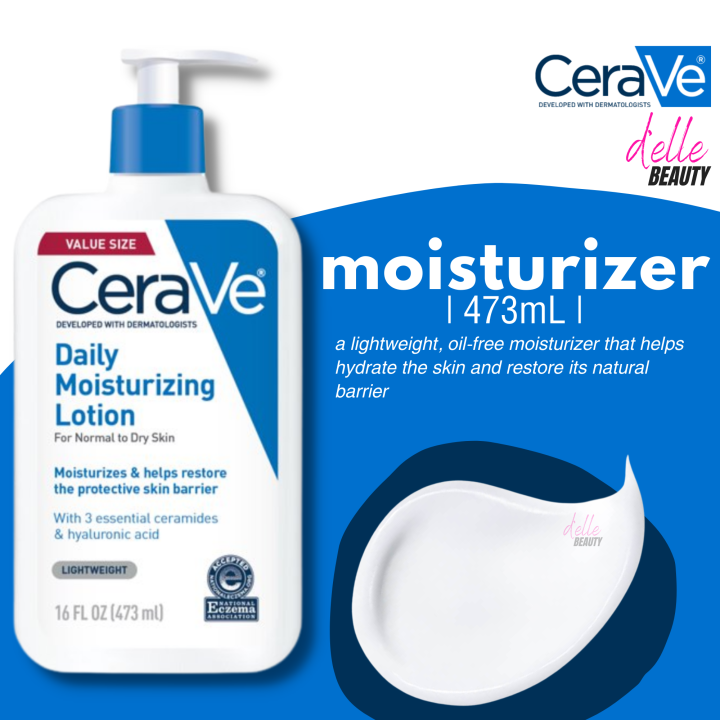 CeraVe®
DEVELOPED WITH DERMATOLOGISTS
d'elle
BEAUTY
VALUE SIZE
CeraVe®
DEVELOPED WITH DERMATOLOGISTS
Daily
Moisturizing
Lotion
For Normal to Dry Skin
Moisturizes & helps restore
the protective skin barrier
With 3 essential ceramides
& hyaluronic acid
LIGHTWEIGHT
ACCEPTED
NATIONAL
Eczema
ASSOCIATION
16 FL OZ (473 ml)
moisturizer
| 473mL |
a lightweight, oil-free moisturizer that helps
hydrate the skin and restore its natural
barrier
d'elle
BEAUTY